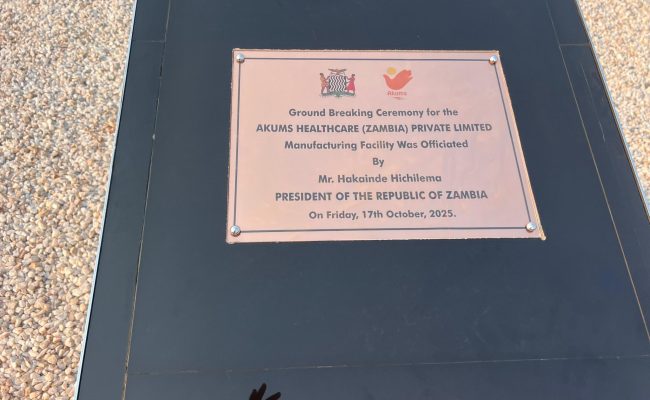 Akums
Ground Breaking Ceremony for the
AKUMS HEALTHCARE (ZAMBIA) PRIVATE LIMITED
Manufacturing Facility Was Officiated
By
Mr. Hakainde Hichilema
PRESIDENT OF THE REPUBLIC OF ZAMBIA
On Friday, 17th October, 2025.